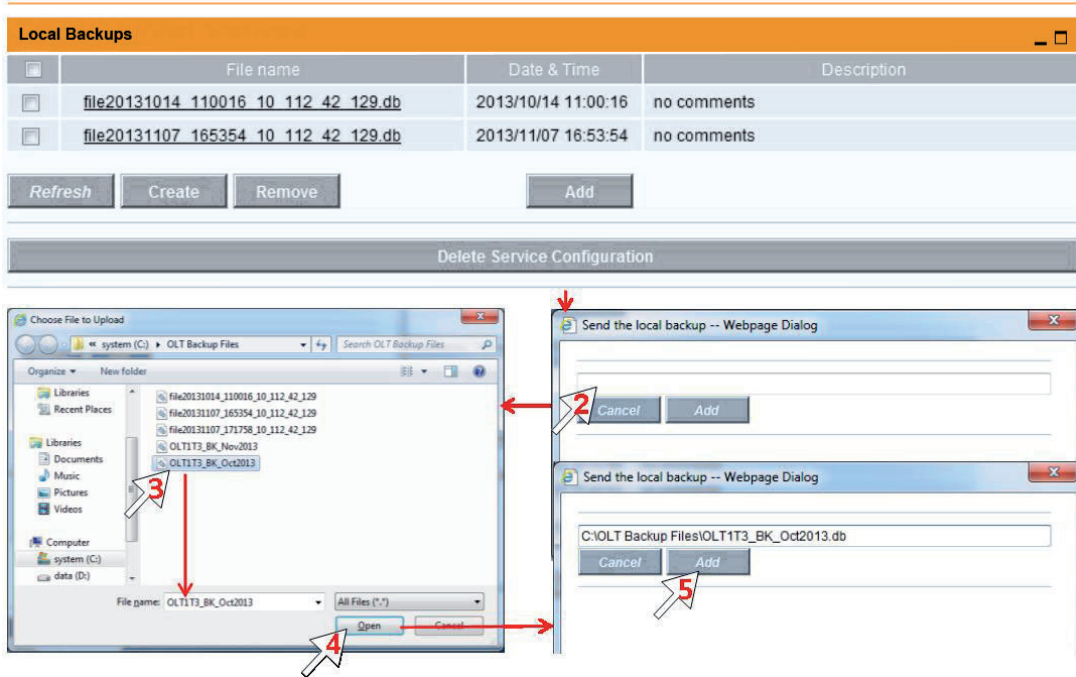 Local Backups
File name Date & Time Description
file20131014_110016_10_112_42_129.db 2013/10/14 11:00:16 no comments
file20131107_165354_10_112_42_129.db 2013/11/07 16:53:54 no comments
Refresh Create Remove Add
Delete Service Configuration
Choose File to Upload
« system (C:) OLT Backup Files Search OLT Backup Files
Organize New folder
Libraries
Recent Places
Libraries
Documents
Music
Pictures
Videos
Computer
system (C:)
data (D:)
file20131014_110016_10_112_42_129
file20131107_165354_10_112_42_129
file20131107_171758_10_112_42_129
OLT1T3_BK_Nov2013
OLT1T3_BK_Oct2013
3
File name: OLT1T3_BK_Oct2013 All Files (*.*)
Open Cancel
4
Send the local backup -- Webpage Dialog
2
Cancel Add
Send the local backup -- Webpage Dialog
C:\OLT Backup Files\OLT1T3_BK_Oct2013.db
Cancel Add
5